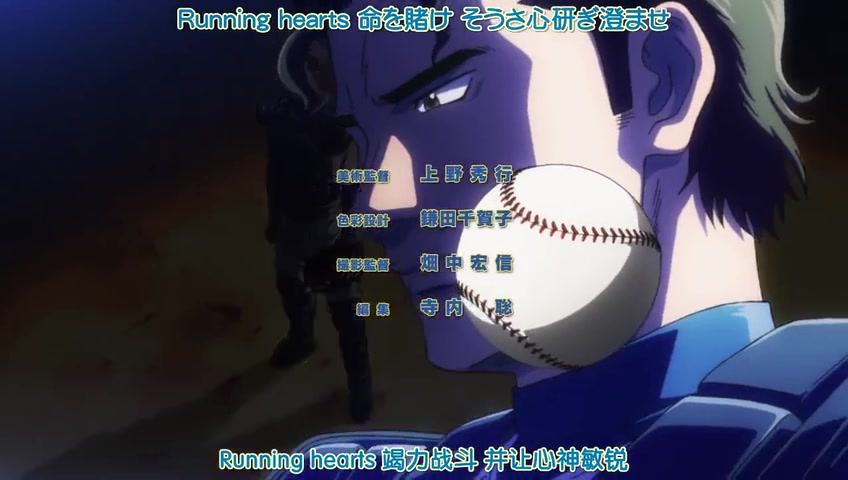 Running hearts 命を賭け そうさ心研ぎ澄ませ
美術監督 上野秀行
色彩設計 鎌田千賀子
撮影監督 畑中宏信
編集 寺内 聡
Running hearts 竭力战斗 并让心神敏锐